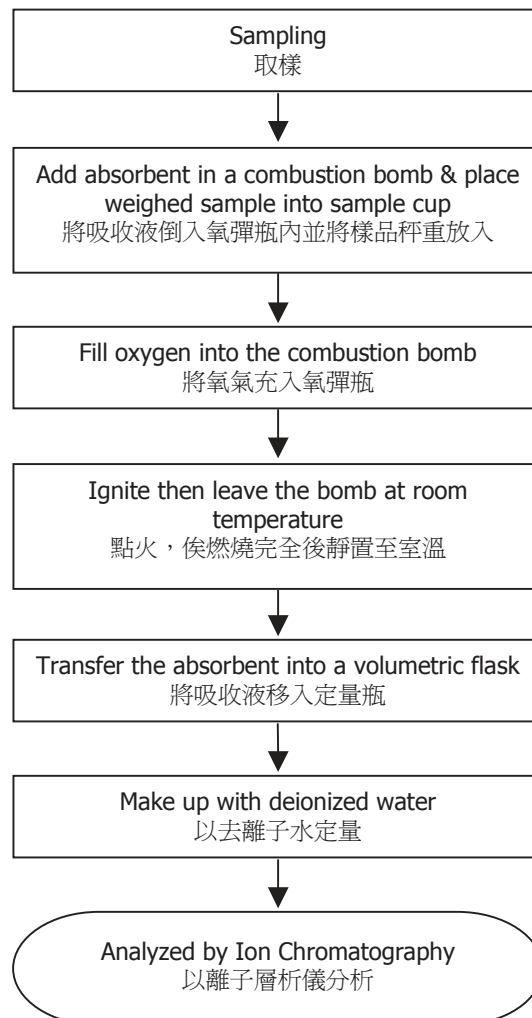 Sampling
取樣
Add absorbent in a combustion bomb & place
weighed sample into sample cup
將吸收液倒入氧彈瓶內並將樣品秤重放入
Fill oxygen into the combustion bomb
將氧氣充入氧彈瓶
Ignite then leave the bomb at room
temperature
點火，俟燃燒完全後靜置至室溫
Transfer the absorbent into a volumetric flask
將吸收液移入定量瓶
Make up with deionized water
以去離子水定量
Analyzed by Ion Chromatography
以離子層析儀分析